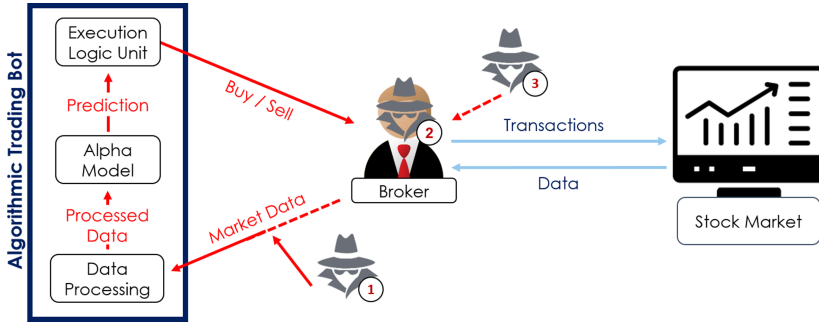 Algorithmic Trading Bot
Execution
Logic Unit
Prediction
Alpha
Model
Processed
Data
Data
Processing
Buy / Sell
Market Data
1
2
3
Broker
Transactions
Data
Stock Market